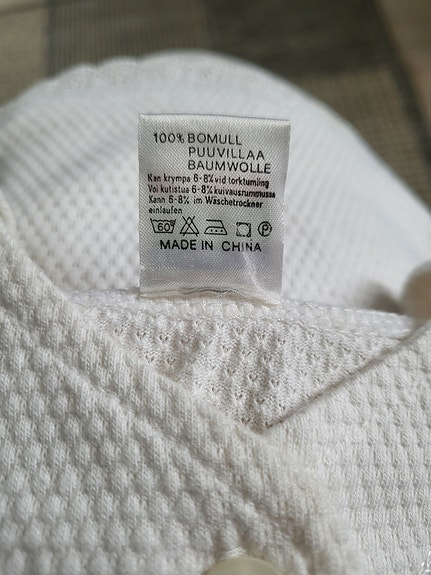 100% BOMULL
PUUVILLAA
BAUMWOLLE
Kan krympa 6-8% vid torktumling
Voi kutistua 6-8% kuivausrummussa
Kann 6-8% im Wäschetrockner
einlaufen
60° P
MADE IN CHINA